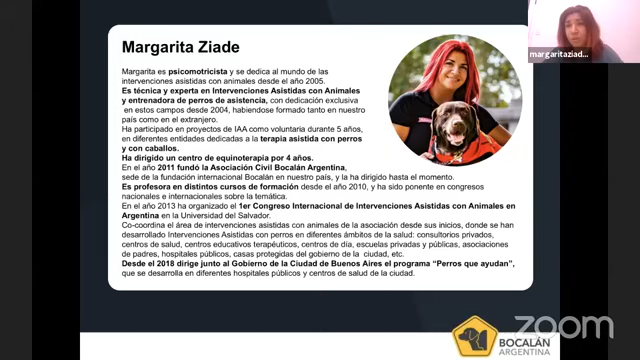 Margarita Ziade
Margarita es psicomotricista y se dedica al mundo de las
intervenciones asistidas con animales desde el año 2005.
Es técnica y experta en Intervenciones Asistidas con Animales
y entrenadora de perros de asistencia, con dedicación exclusiva
en estos campos desde 2004, habiendose formado tanto en nuestro
país como en el extranjero.
Ha participado en proyectos de IAA como voluntaria durante 5 años,
en diferentes entidades dedicadas a la terapia asistida con perros
y con caballos.
Ha dirigido un centro de equinoterapia por 4 años.
En el año 2011 fundó la Asociación Civil Bocalán Argentina,
sede de la fundación internacional Bocalán en nuestro país, y la ha dirigido hasta el momento.
Es profesora en distintos cursos de formación desde el año 2010, y ha sido ponente en congresos
nacionales e internacionales sobre la temática.
En el año 2013 ha organizado el 1er Congreso Internacional de Intervenciones Asistidas con Animales en
Argentina en la Universidad del Salvador.
Co-coordina el área de intervenciones asistidas con animales de la asociación desde sus inicios, donde se han
desarrollado Intervenciones Asistidas con perros en diferentes ámbitos de la salud: consultorios privados,
centros de salud, centros educativos terapéuticos, centros de día, escuelas privadas y públicas, asociaciones
de padres, hospitales públicos, casas protegidas del gobierno de la ciudad, etc.
Desde el 2018 dirige junto al Gobierno de la Ciudad de Buenos Aires el programa “Perros que ayudan”,
que se desarrolla en diferentes hospitales públicos y centros de salud de la ciudad.
margaritaziad...
zoom
BOCALÁN
ARGENTINA